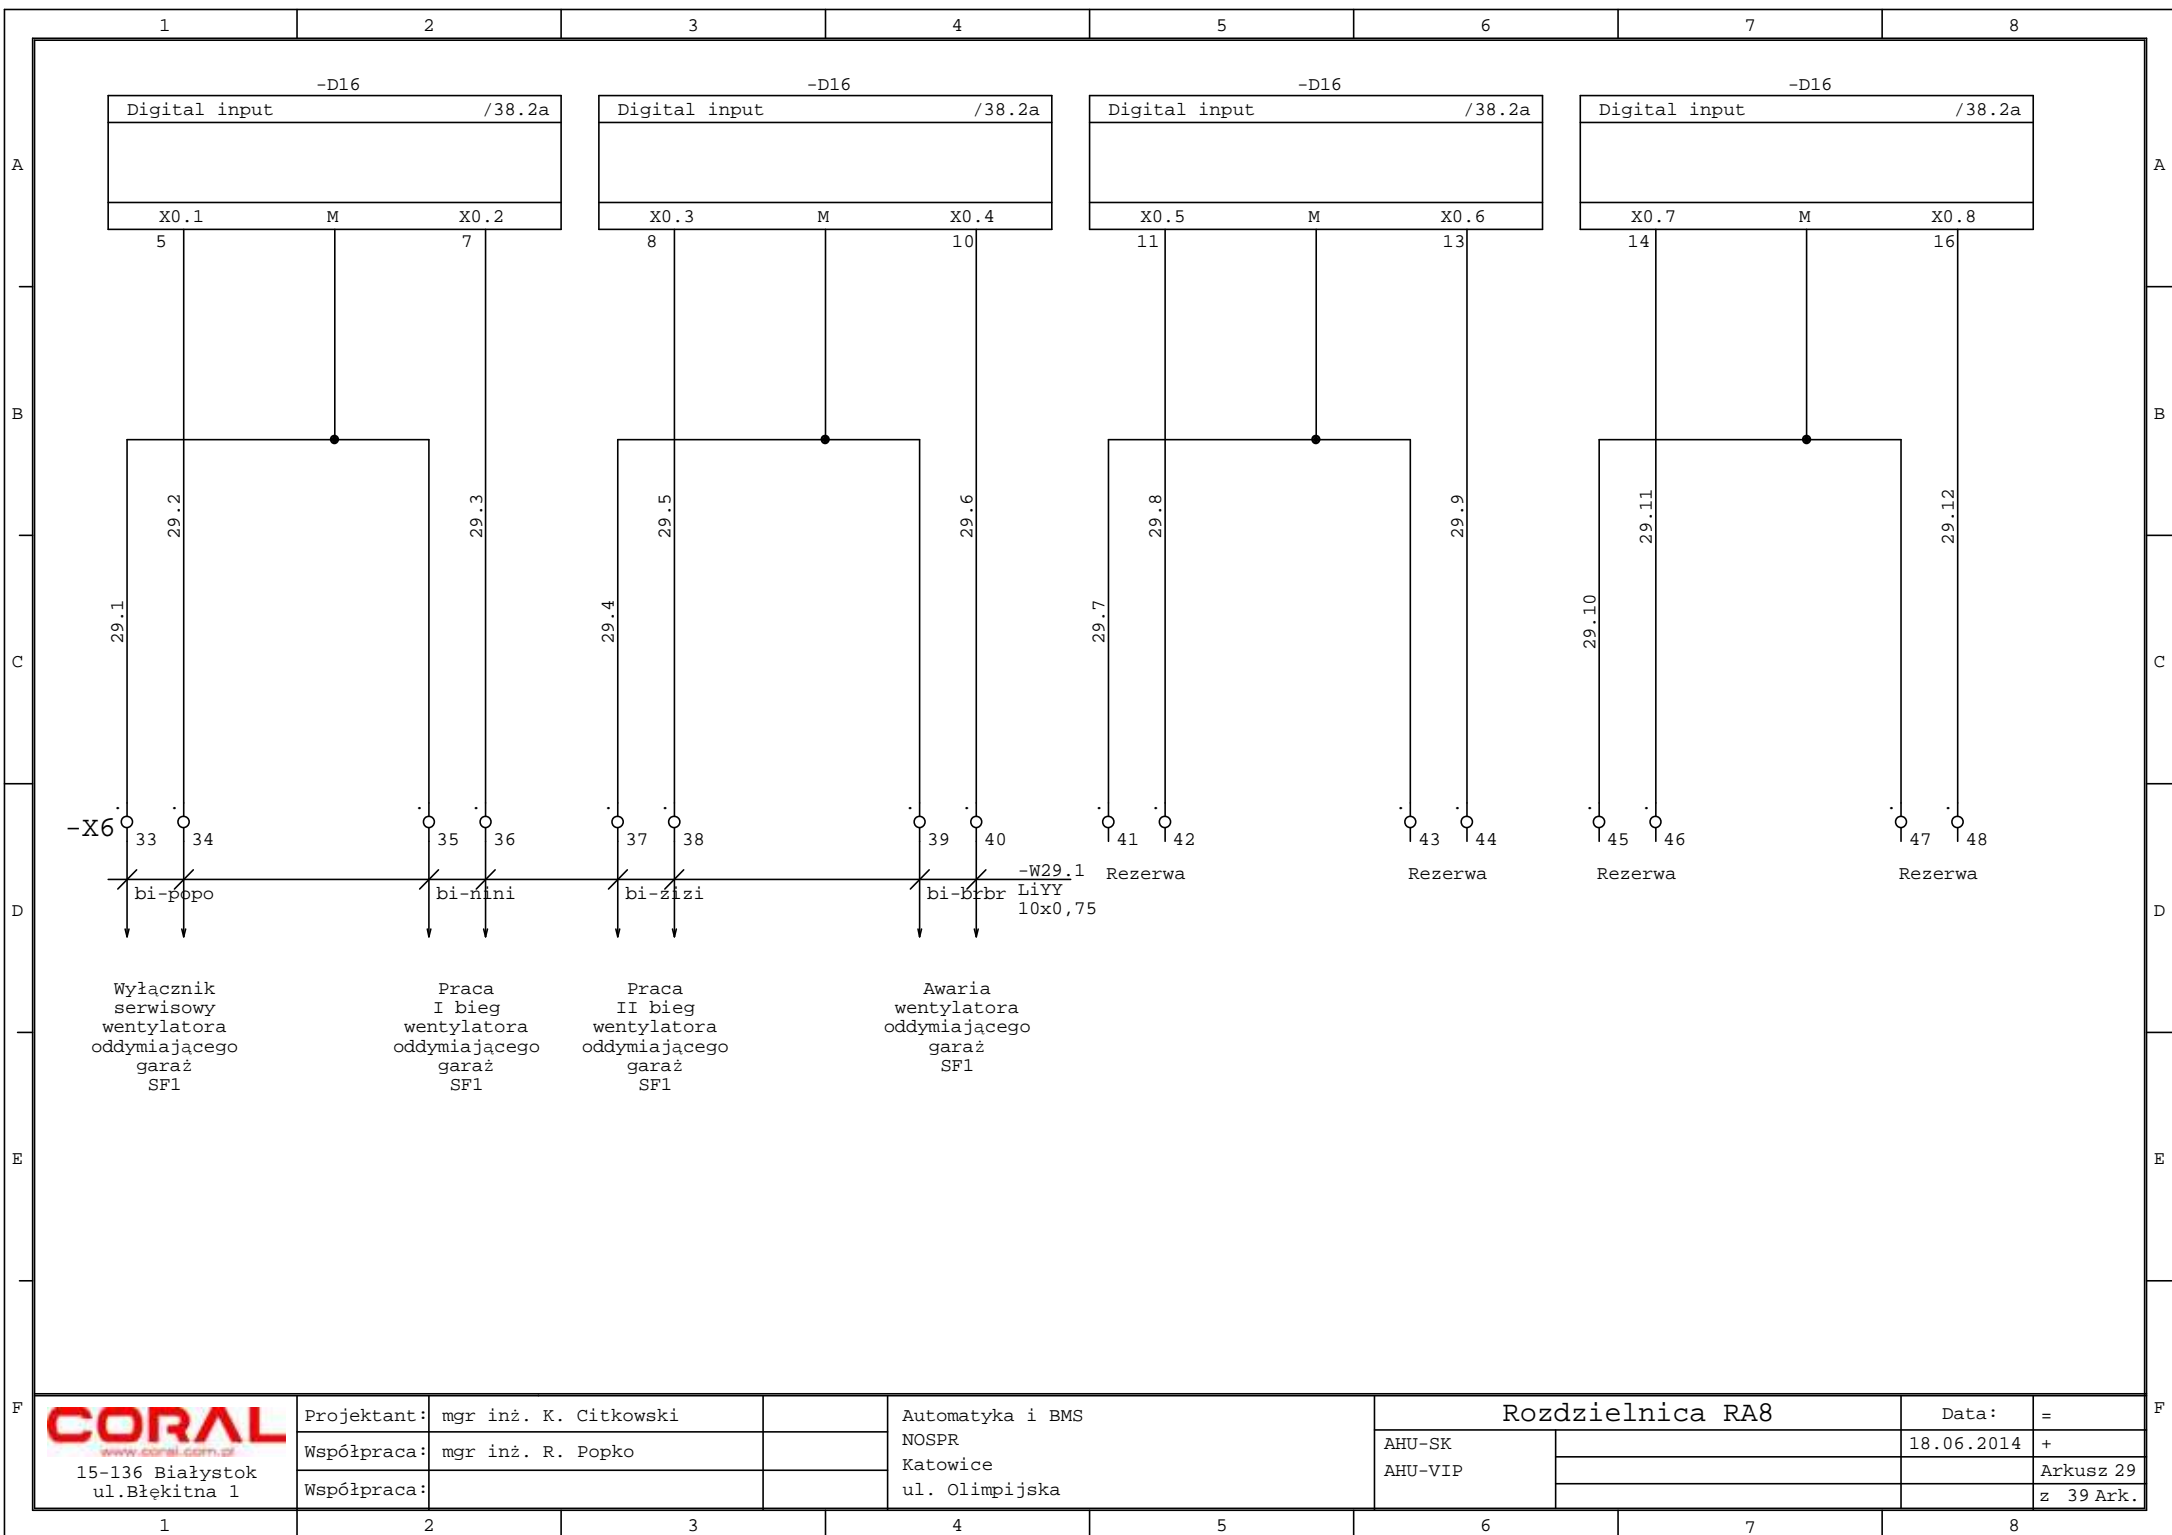 1 2 3 4 5 6 7 8
-D16 -D16 -D16 -D16
Digital input /38.2a Digital input /38.2a Digital input /38.2a Digital input /38.2a
A A
X0.1 M X0.2 X0.3 M X0.4 X0.5 M X0.6 X0.7 M X0.8
5 7 8 10 11 13 14 16
B B
29.2 29.3 29.5 29.6 29.8 29.9 29.11 29.12
29.1 29.4 29.7 29.10
C C
-X6 33 34 35 36 37 38 39 40 41 42 43 44 45 46 47 48
-W29.1 Rezerwa Rezerwa Rezerwa Rezerwa
bi-popo bi-nini bi-zizi bi-brbr LiYY
10x0,75
D D
Wyłącznik
serwisowy
wentylatora
oddymiającego
garaż
SF1
Praca
I bieg
wentylatora
oddymiającego
garaż
SF1
Praca
II bieg
wentylatora
oddymiającego
garaż
SF1
Awaria
wentylatora
oddymiającego
garaż
SF1
E E
F F
CORAL
www.coral.com.pl
15-136 Białystok
ul.Błękitna 1
Projektant: mgr inż. K. Citkowski
Współpraca: mgr inż. R. Popko
Współpraca:
Automatyka i BMS
NOSPR
Katowice
ul. Olimpijska
Rozdzielnica RA8
AHU-SK
AHU-VIP
Data: =
18.06.2014 +
Arkusz 29
z 39 Ark.
1 2 3 4 5 6 7 8